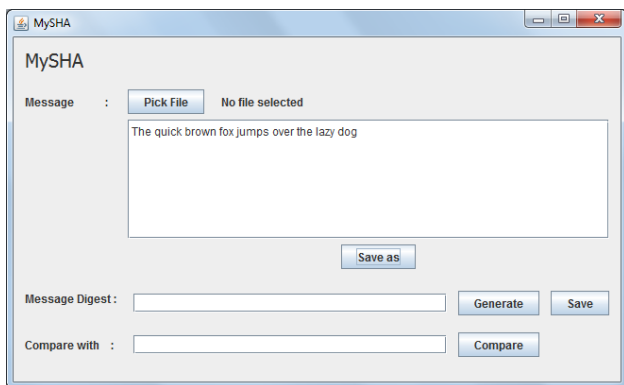 MySHA
MySHA
Message : Pick File No file selected
The quick brown fox jumps over the lazy dog
Save as
Message Digest : Generate Save
Compare with : Compare